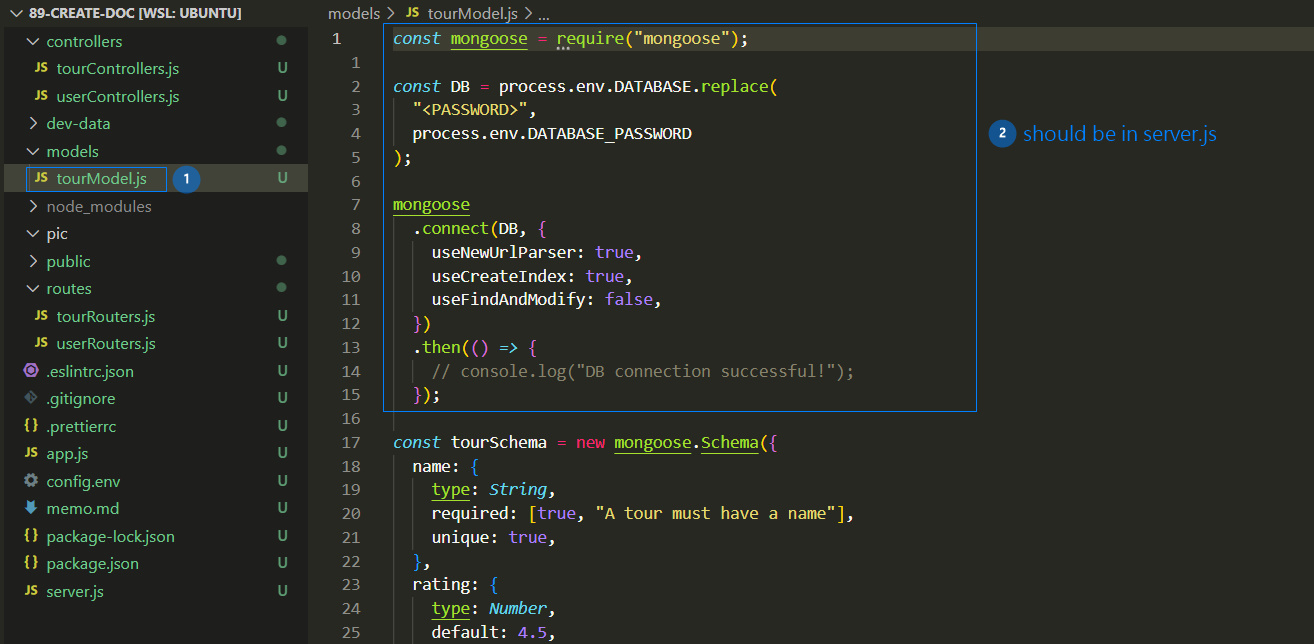 89-CREATE-DOC [WSL: UBUNTU]
controllers
JS tourControllers.js U
JS userControllers.js U
dev-data
models
JS tourModel.js 1 U
node_modules
pic
public
routes
JS tourRouters.js U
JS userRouters.js U
.eslintrc.json U
.gitignore U
{} .prettierrc U
JS app.js U
config.env U
memo.md U
{} package-lock.json U
{} package.json U
JS server.js U
models > JS tourModel.js > ...
1 const mongoose = require("mongoose");
1
2 const DB = process.env.DATABASE.replace(
3 "<PASSWORD>",
4 process.env.DATABASE_PASSWORD
5 );
6
7 mongoose
8 .connect(DB, {
9 useNewUrlParser: true,
10 useCreateIndex: true,
11 useFindAndModify: false,
12 })
13 .then(() => {
14 // console.log("DB connection successful!");
15 });
16
17 const tourSchema = new mongoose.Schema({
18 name: {
19 type: String,
20 required: [true, "A tour must have a name"],
21 unique: true,
22 },
23 rating: {
24 type: Number,
25 default: 4.5,
2 should be in server.js